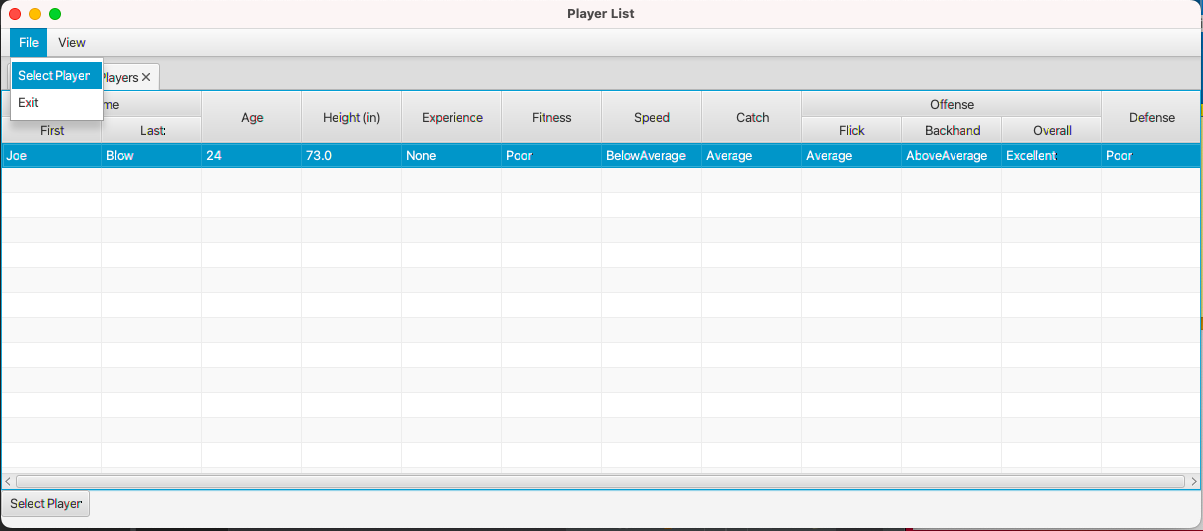 Player List
File View
Select Player
Players
Exit
me
Age Height (in) Experience Fitness Speed Catch Offense Defense
First Last: Flick Backhand Overall
Joe Blow 24 73.0 None Poor BelowAverage Average Average AboveAverage Excellent Poor
Select Player